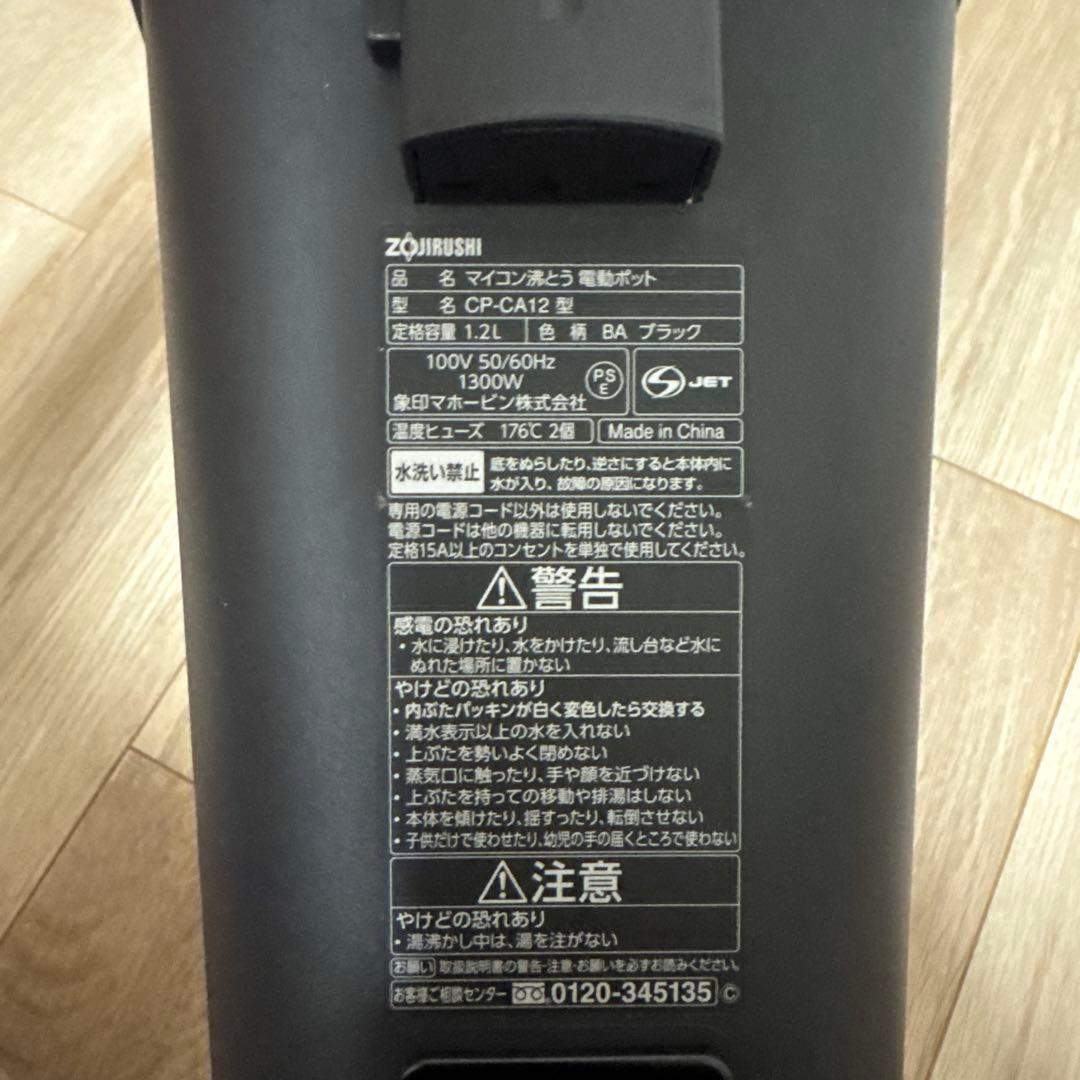 ZOJIRUSHI
品 名 マイコン沸とう 電動ポット
型 名 CP-CA12 型
定格容量 1.2L 色 柄 BA ブラック
100V 50/60Hz
1300W
象印マホービン株式会社
PS
E
JET
温度ヒューズ 176℃ 2個 Made in China
水洗い禁止
底をぬらしたり、逆さにすると本体内に
水が入り、故障の原因になります。
専用の電源コード以外は使用しないでください。
電源コードは他の機器に転用しないでください。
定格15A以上のコンセントを単独で使用してください。
警告
感電の恐れあり
・水に浸けたり、水をかけたり、流し台など水に
ぬれた場所に置かない
やけどの恐れあり
・内ぶたパッキンが白く変色したら交換する
・満水表示以上の水を入れない
・上ぶたを勢いよく閉めない
・蒸気口に触ったり、手や顔を近づけない
・上ぶたを持っての移動や排湯はしない
・本体を傾けたり、揺すったり、転倒させない
・子供だけで使わせたり、幼児の手の届くところで使わない
注意
やけどの恐れあり
・湯沸かし中は、湯を注がない
お願い 取扱説明書の警告・注意・お願いを必ずお読みください。
お客様ご相談センター 0120-345135 ©